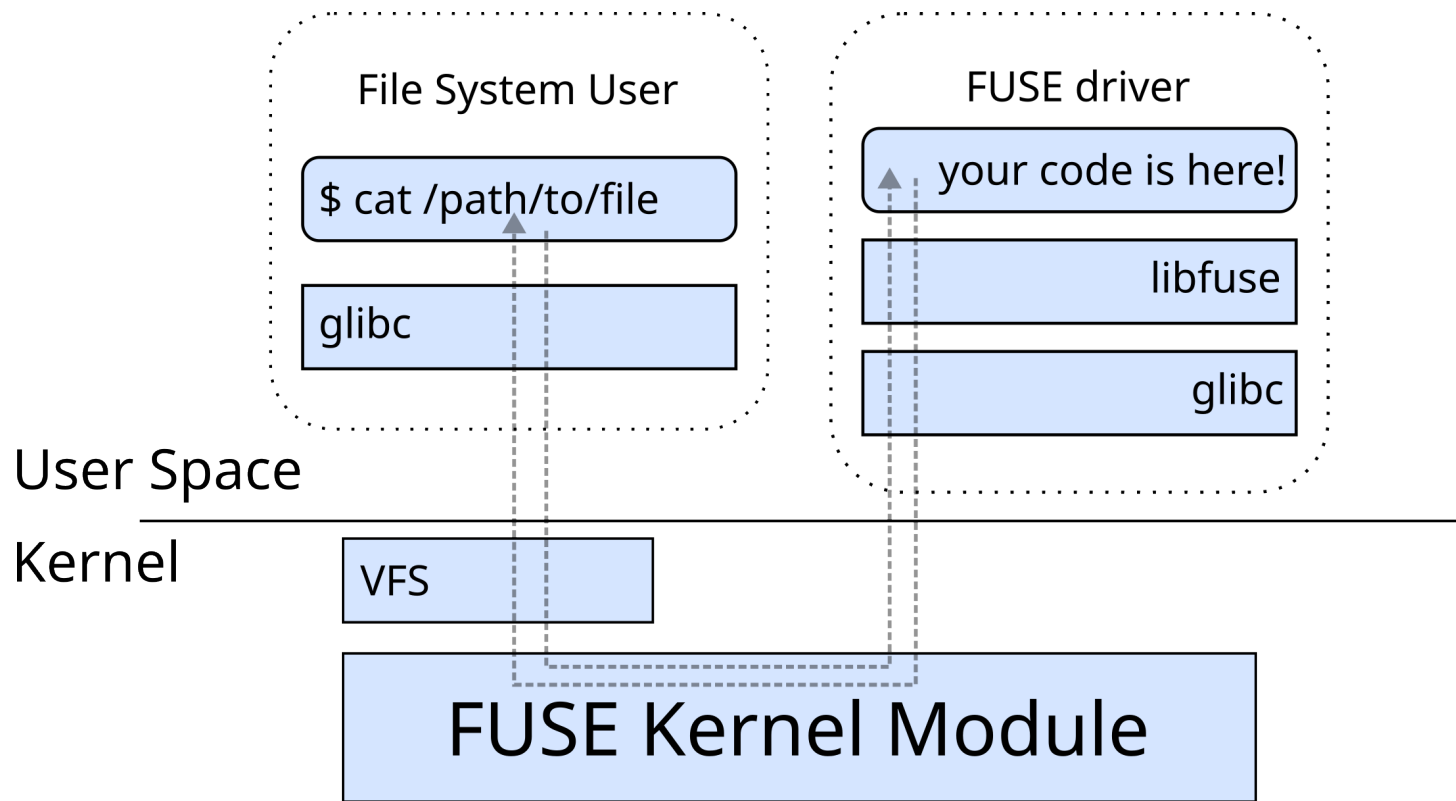 File System User
$ cat /path/to/file
glibc
FUSE driver
your code is here!
libfuse
glibc
User Space
Kernel
VFS
FUSE Kernel Module